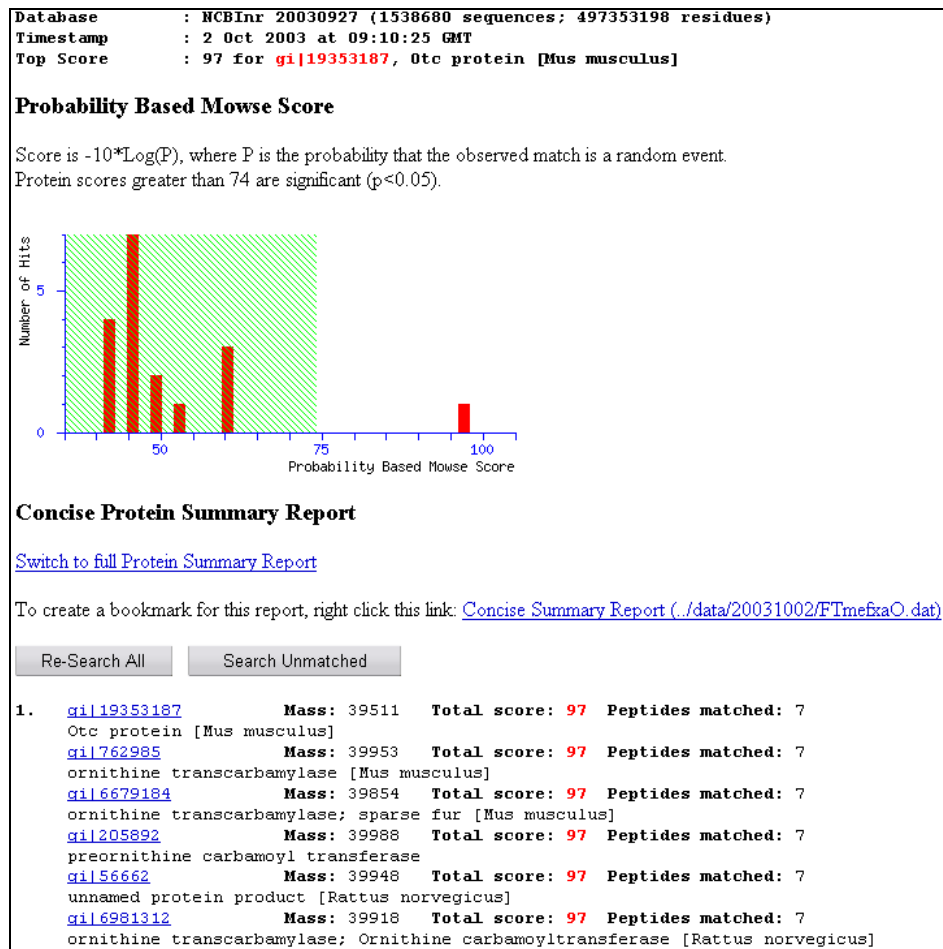 Database : NCBInr 20030927 (1538680 sequences; 497353198 residues)
Timestamp : 2 Oct 2003 at 09:10:25 GMT
Top Score : 97 for gi|19353187, Otc protein [Mus musculus]
Probability Based Mowse Score
Score is -10*Log(P), where P is the probability that the observed match is a random event.
Protein scores greater than 74 are significant (p<0.05).
Number of Hits
5
0
50 75 100
Probability Based Mowse Score
Concise Protein Summary Report
Switch to full Protein Summary Report
To create a bookmark for this report, right click this link: Concise Summary Report (../data/20031002/FTmefxaO.dat)
Re-Search All Search Unmatched
1. gi|19353187 Mass: 39511 Total score: 97 Peptides matched: 7
Otc protein [Mus musculus]
gi|762985 Mass: 39953 Total score: 97 Peptides matched: 7
ornithine transcarbamylase [Mus musculus]
gi|6679184 Mass: 39854 Total score: 97 Peptides matched: 7
ornithine transcarbamylase; sparse fur [Mus musculus]
gi|205892 Mass: 39988 Total score: 97 Peptides matched: 7
preornithine carbamoyl transferase
gi|56662 Mass: 39948 Total score: 97 Peptides matched: 7
unnamed protein product [Rattus norvegicus]
gi|6981312 Mass: 39918 Total score: 97 Peptides matched: 7
ornithine transcarbamylase; Ornithine carbamoyltransferase [Rattus norvegicus]